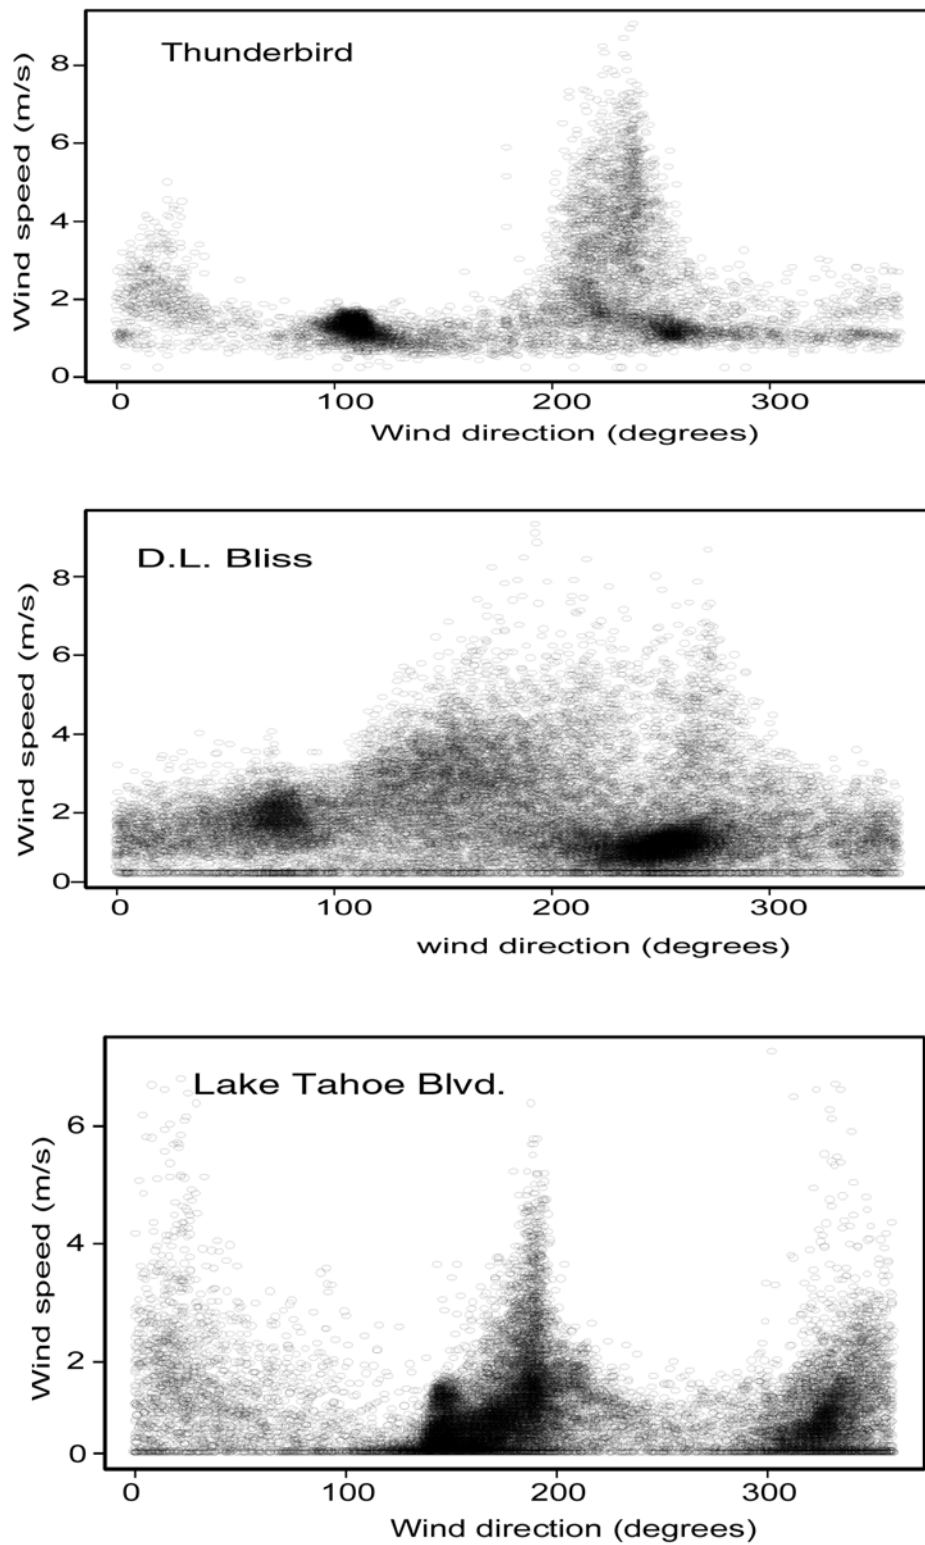 Thunderbird
Wind speed (m/s)
8
6
4
2
0
0 100 200 300
Wind direction (degrees)
D.L. Bliss
Wind speed (m/s)
8
6
4
2
0
0 100 200 300
wind direction (degrees)
Lake Tahoe Blvd.
Wind speed (m/s)
6
4
2
0
0 100 200 300
Wind direction (degrees)